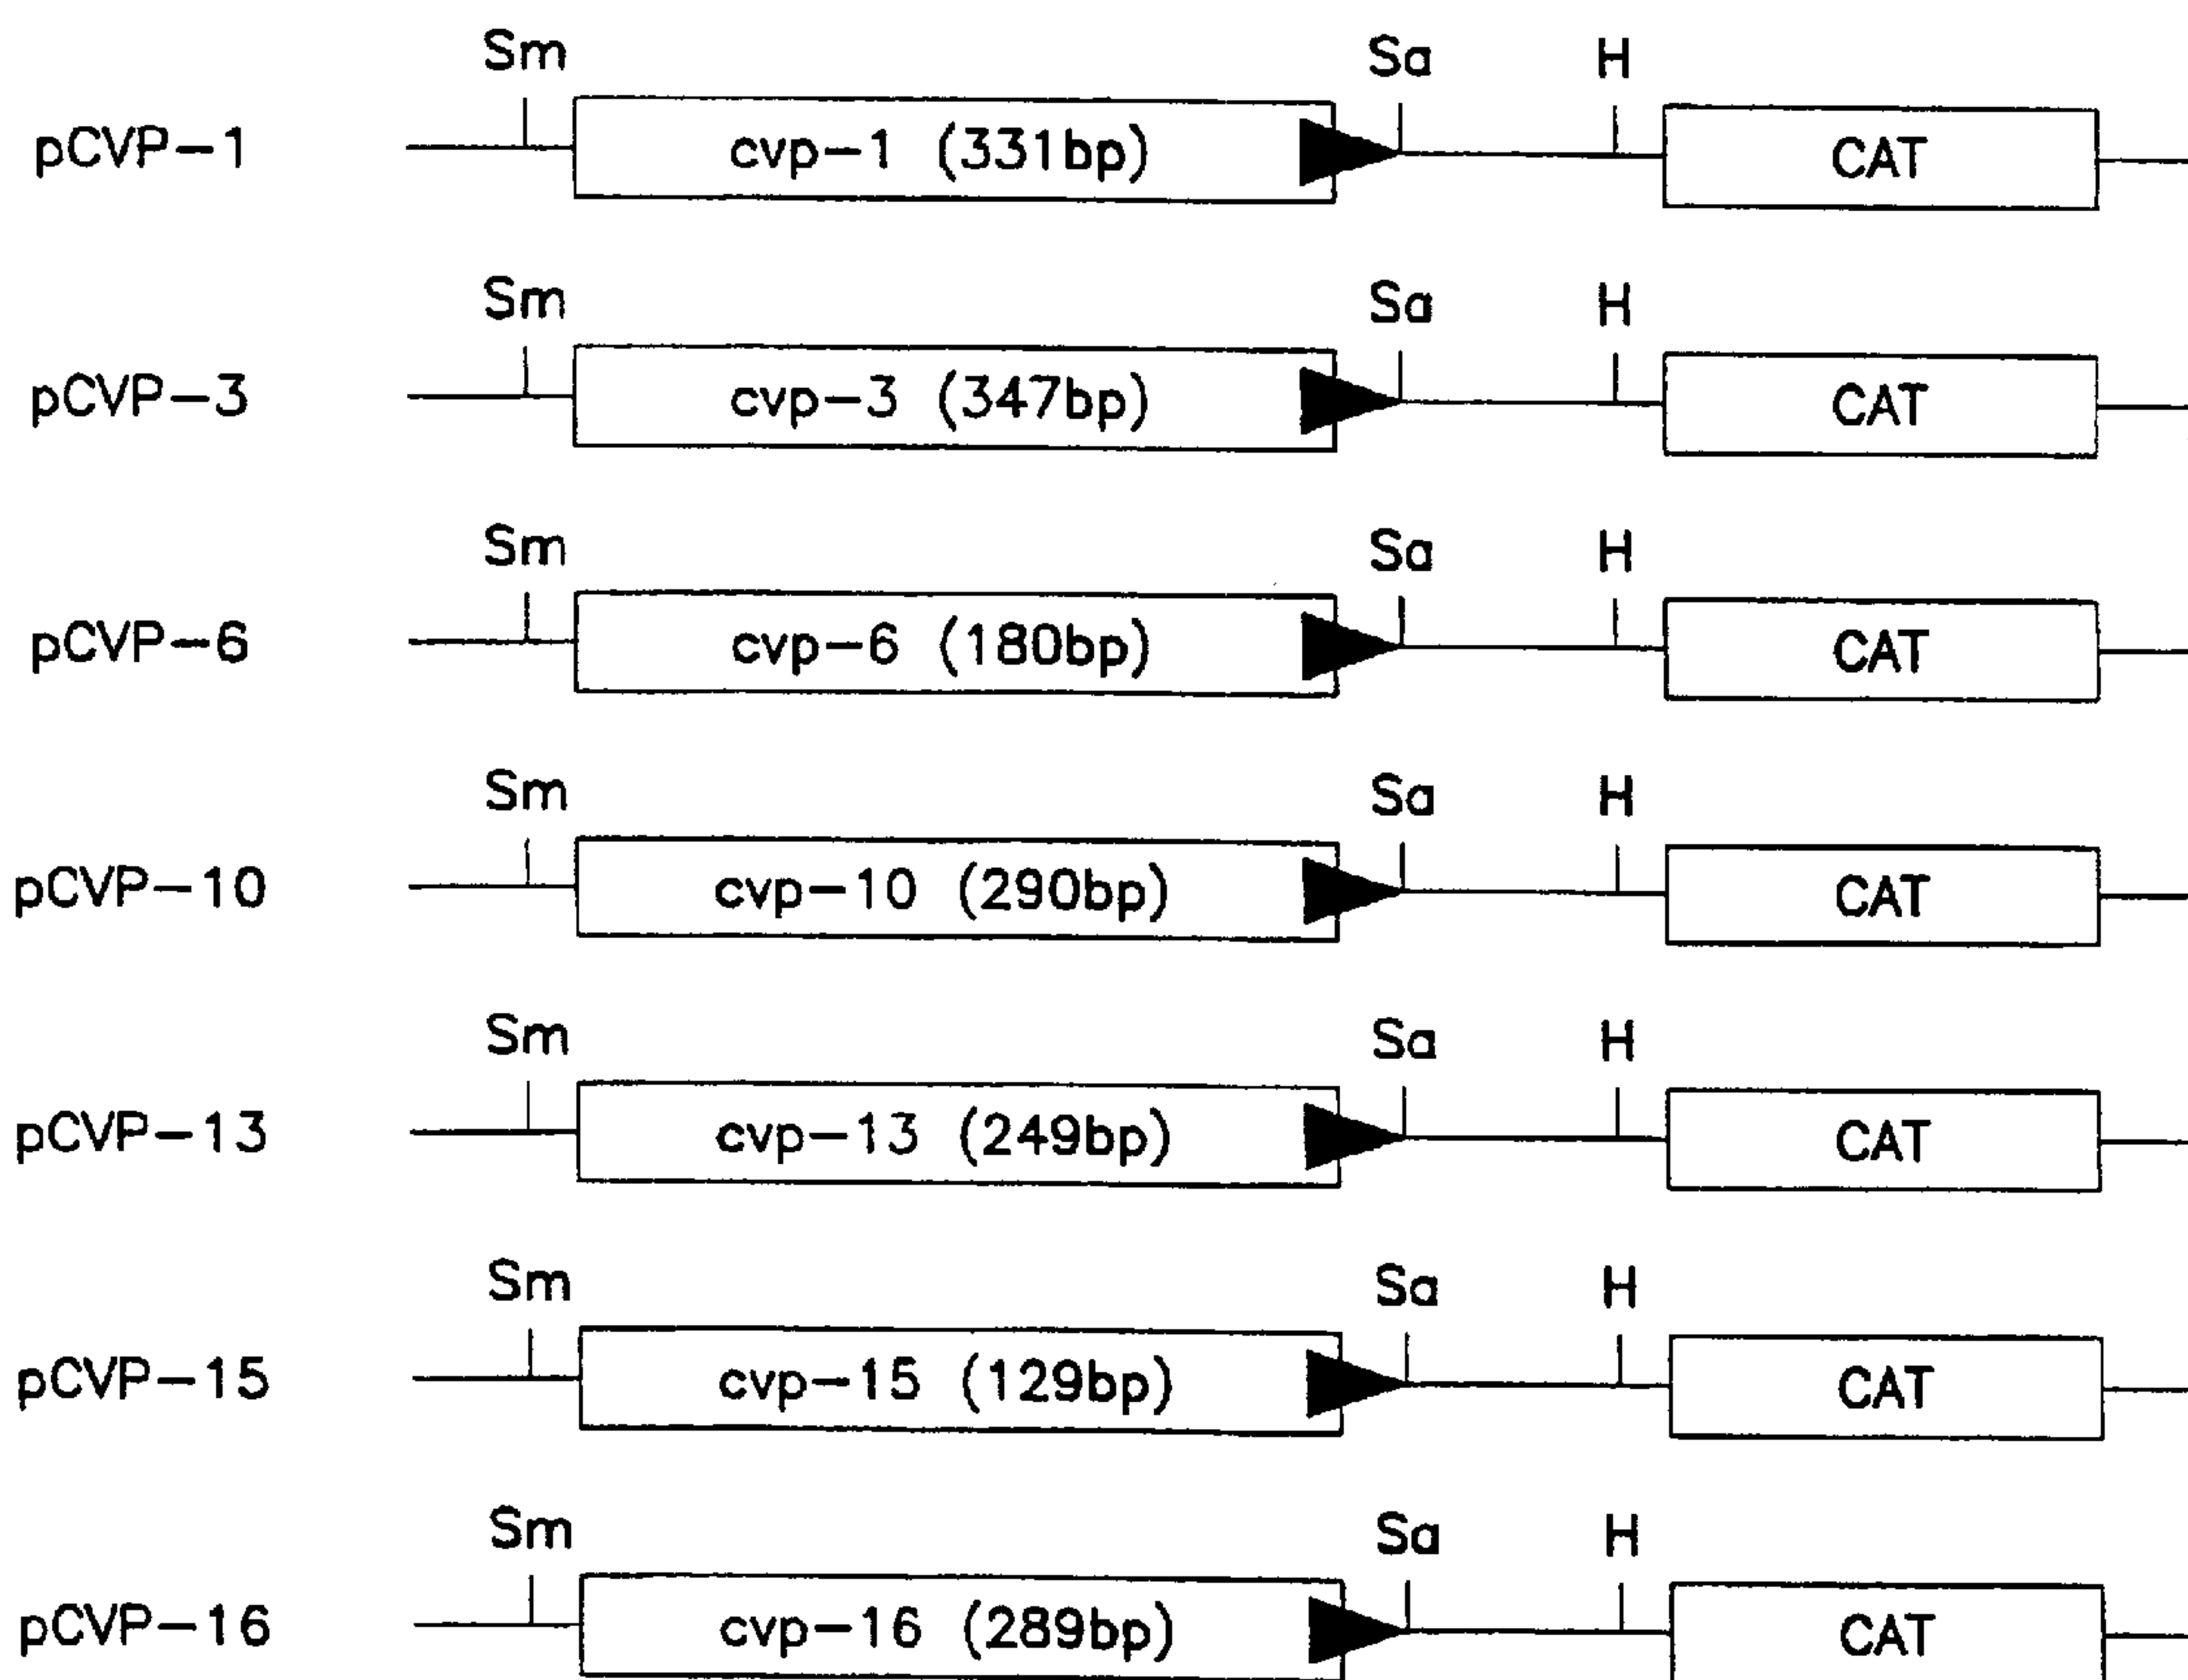 Sm Sa H
pCVP-1 cvp-1 (331bp) CAT
Sm Sa H
pCVP-3 cvp-3 (347bp) CAT
Sm Sa H
pCVP-6 cvp-6 (180bp) CAT
Sm Sa H
pCVP-10 cvp-10 (290bp) CAT
Sm Sa H
pCVP-13 cvp-13 (249bp) CAT
Sm Sa H
pCVP-15 cvp-15 (129bp) CAT
Sm Sa H
pCVP-16 cvp-16 (289bp) CAT